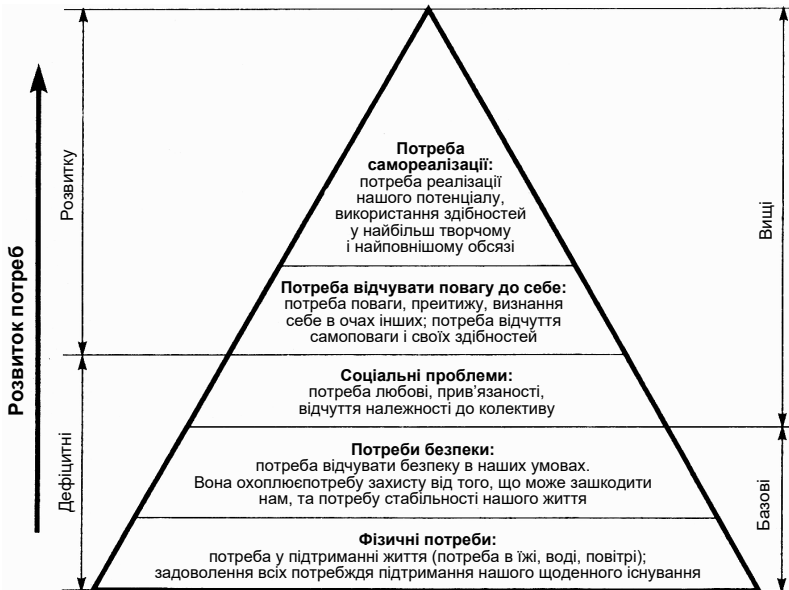 Потреба
самореалізації:
потреба реалізації
нашого потенціалу,
використання здібностей
у найбільш творчому
і найповнішому обсязі
Потреба відчувати повагу до себе:
потреба поваги, преитижу, визнання
себе в очах інших; потреба відчуття
самоповаги і своїх здібностей
Соціальні проблеми:
потреба любові, прив’язаності,
відчуття належності до колективу
Потреби безпеки:
потреба відчувати безпеку в наших умовах.
Вона охоплюєпотребу захисту від того, що може зашкодити
нам, та потребу стабільності нашого життя
Фізичні потреби:
потреба у підтриманні життя (потреба в їжі, воді, повітрі);
задоволення всіх потребждя підтримання нашого щоденного існування
Розвиток потреб
Розвитку
Дефіцитні
Вищі
Базові